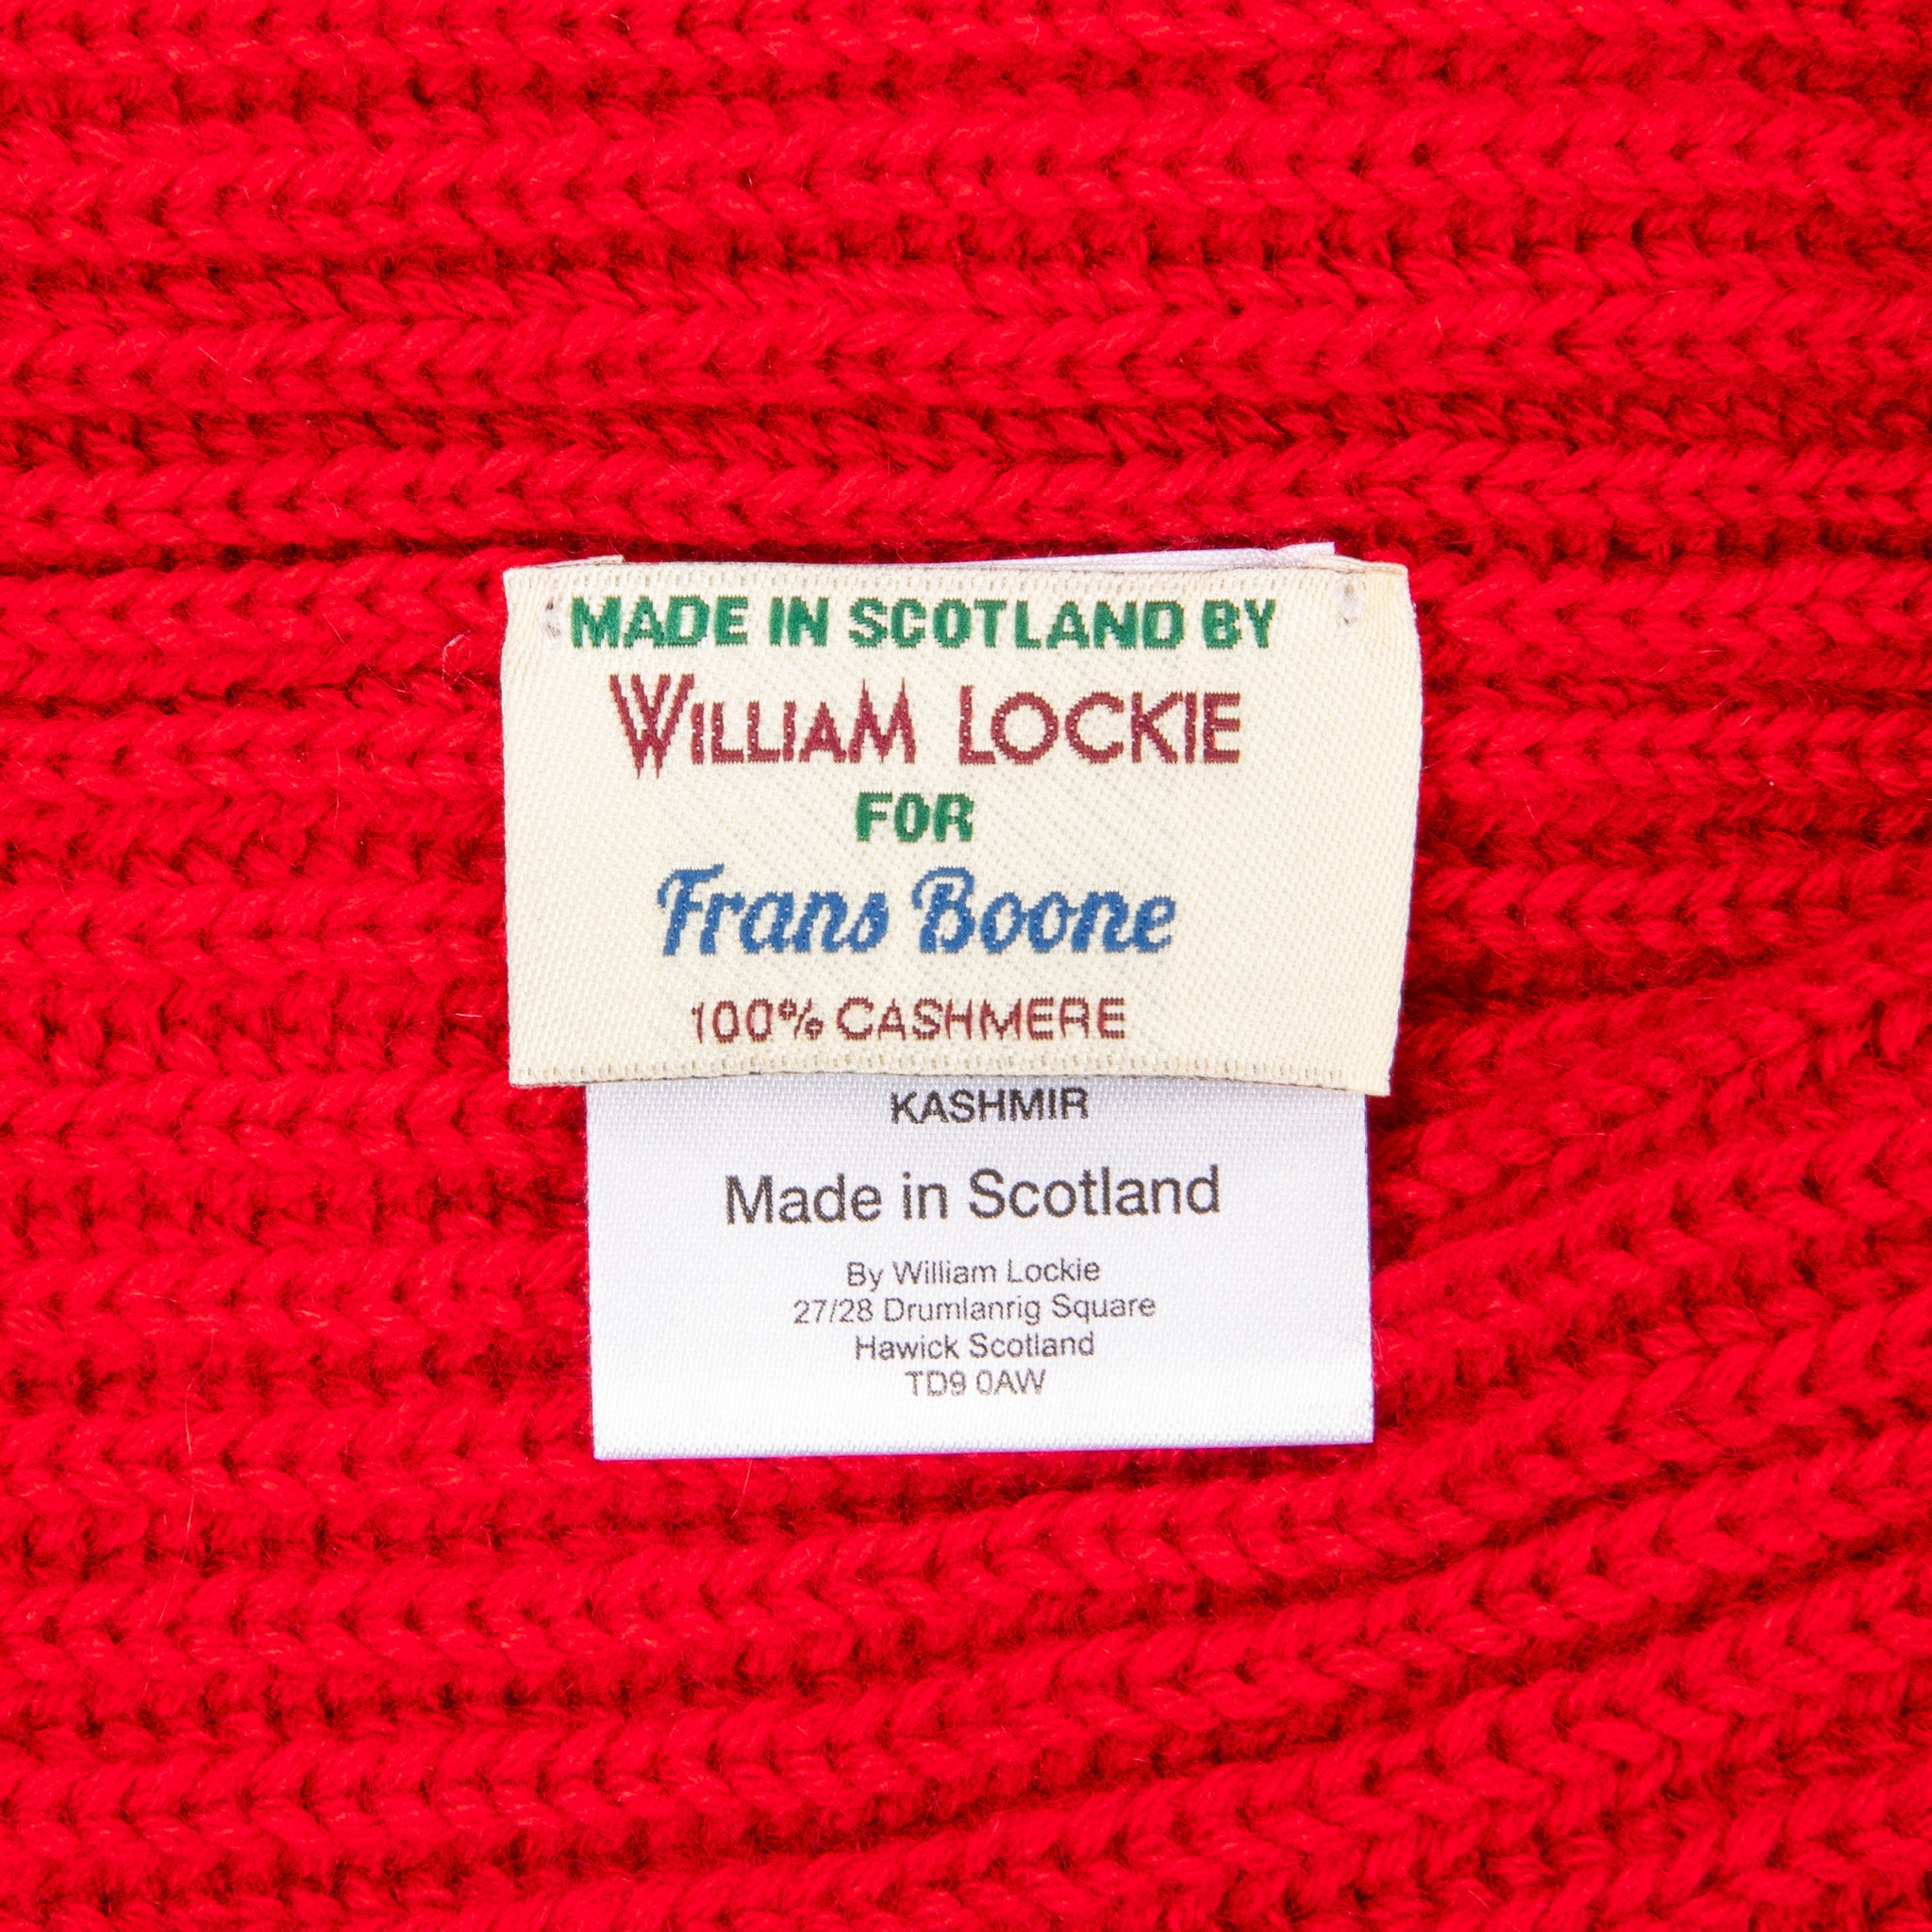 MADE IN SCOTLAND BY
WILLIAM LOCKIE
FOR
Frans Boone
100% CASHMERE
KASHMIR
Made in Scotland
By William Lockie
27/28 Drumlanrig Square
Hawick Scotland
TD9 0AW